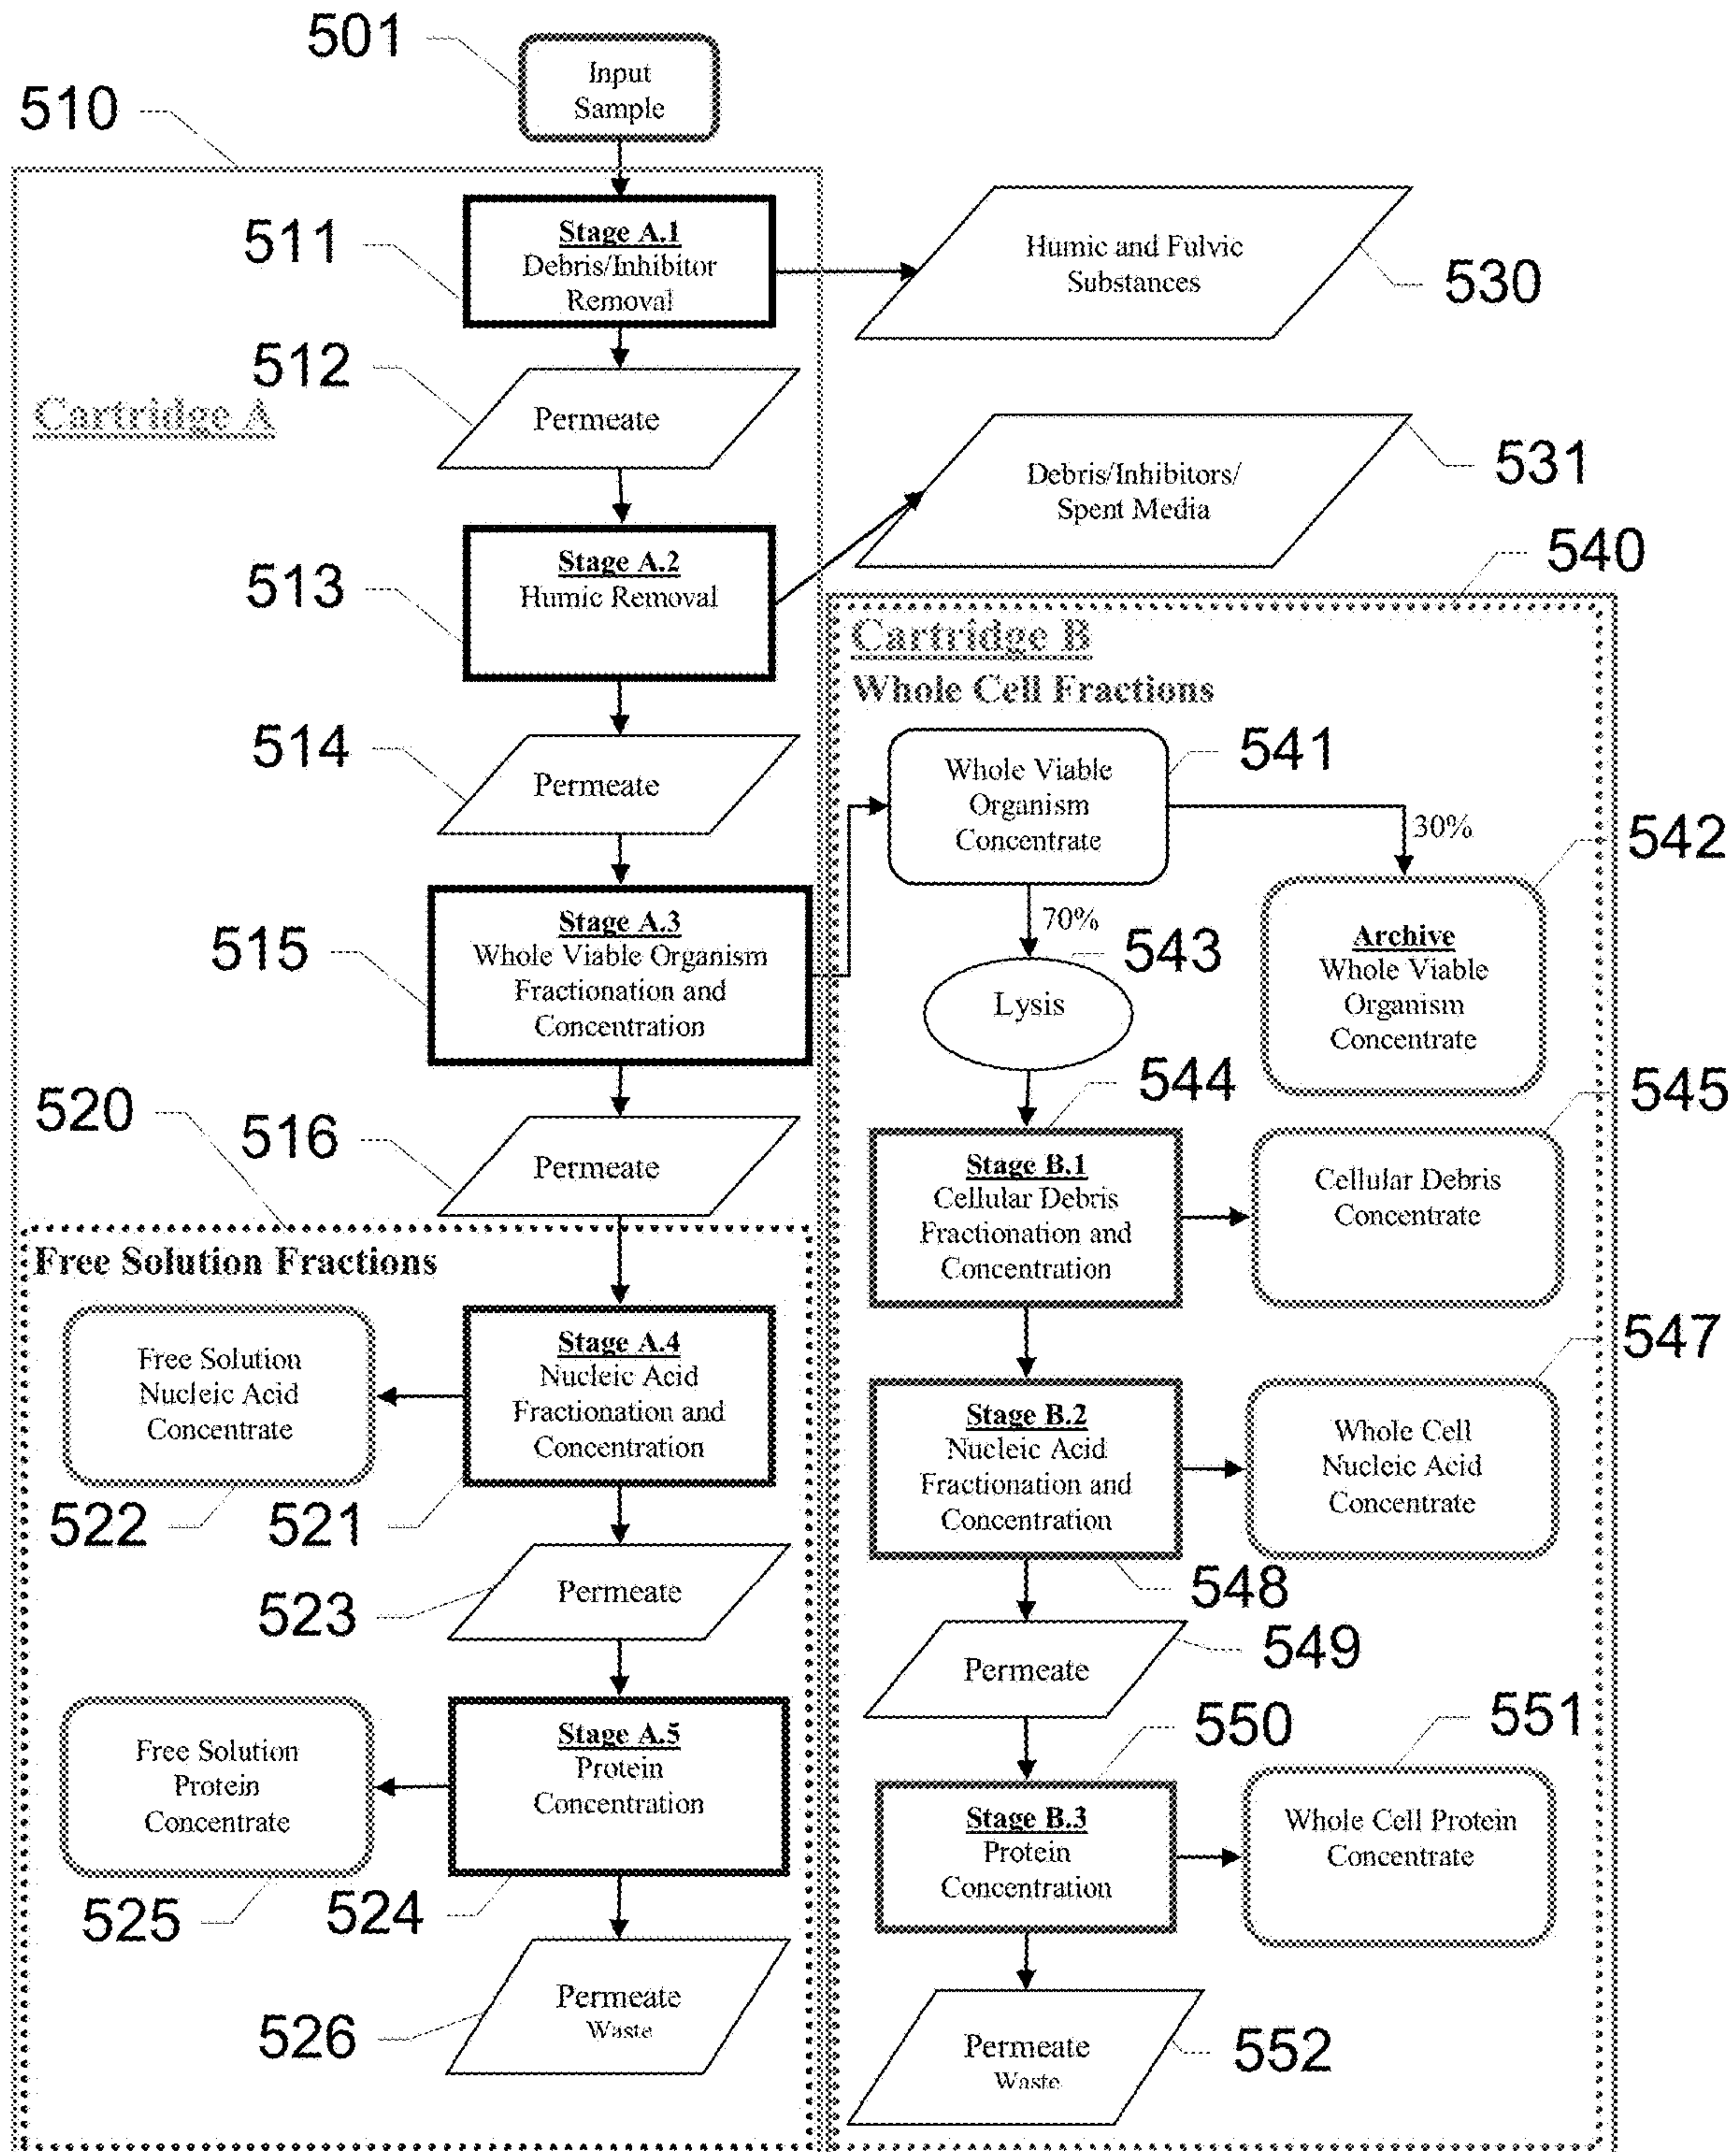 501
Input
Sample
510
511
Stage A.1
Debris/Inhibitor
Removal
Humic and Fulvic
Substances
530
512
Permeate
Cartridge A
Debris/Inhibitors/
Spent Media
531
540
513
Stage A.2
Humic Removal
Cartridge B
Whole Cell Fractions
514
Permeate
Whole Viable
Organism
Concentrate
541
30%
542
70%
543
Lysis
Archive
Whole Viable
Organism
Concentrate
515
Stage A.3
Whole Viable Organism
Fractionation and
Concentration
520
516
Permeate
544
545
Stage B.1
Cellular Debris
Fractionation and
Concentration
Cellular Debris
Concentrate
Free Solution Fractions
Free Solution
Nucleic Acid
Concentrate
Stage A.4
Nucleic Acid
Fractionation and
Concentration
547
Stage B.2
Nucleic Acid
Fractionation and
Concentration
Whole Cell
Nucleic Acid
Concentrate
522
521
548
523
Permeate
549
Permeate
Free Solution
Protein
Concentrate
Stage A.5
Protein
Concentration
550
551
Stage B.3
Protein
Concentration
Whole Cell Protein
Concentrate
525
524
526
Permeate
Waste
Permeate
Waste
552